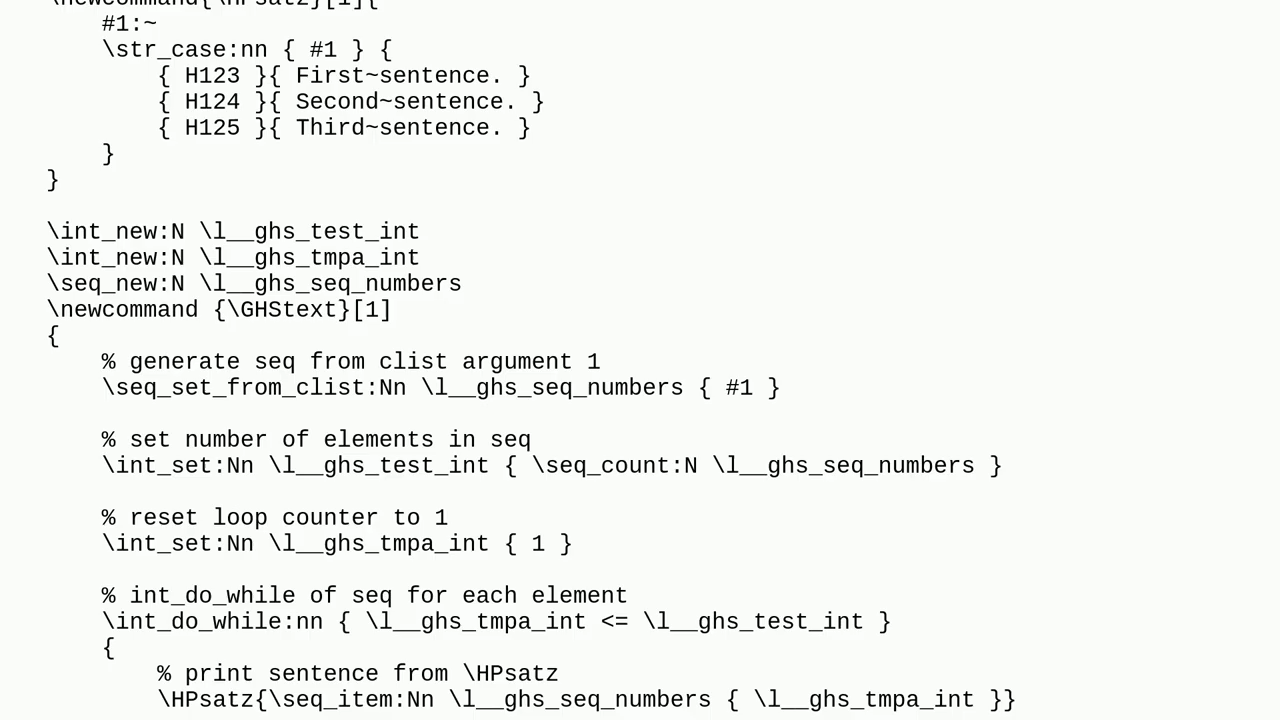 \newcommand{\HPsatz}[1]{
    #1:~
    \str_case:nn { #1 } {
        { H123 }{ First~sentence. }
        { H124 }{ Second~sentence. }
        { H125 }{ Third~sentence. }
    }
}

\int_new:N \l__ghs_test_int
\int_new:N \l__ghs_tmpa_int
\seq_new:N \l__ghs_seq_numbers
\newcommand {\GHStext}[1]
{
    % generate seq from clist argument 1
    \seq_set_from_clist:Nn \l__ghs_seq_numbers { #1 }

    % set number of elements in seq
    \int_set:Nn \l__ghs_test_int { \seq_count:N \l__ghs_seq_numbers }

    % reset loop counter to 1
    \int_set:Nn \l__ghs_tmpa_int { 1 }

    % int_do_while of seq for each element
    \int_do_while:nn { \l__ghs_tmpa_int <= \l__ghs_test_int }
    {
        % print sentence from \HPsatz
        \HPsatz{\seq_item:Nn \l__ghs_seq_numbers { \l__ghs_tmpa_int }}